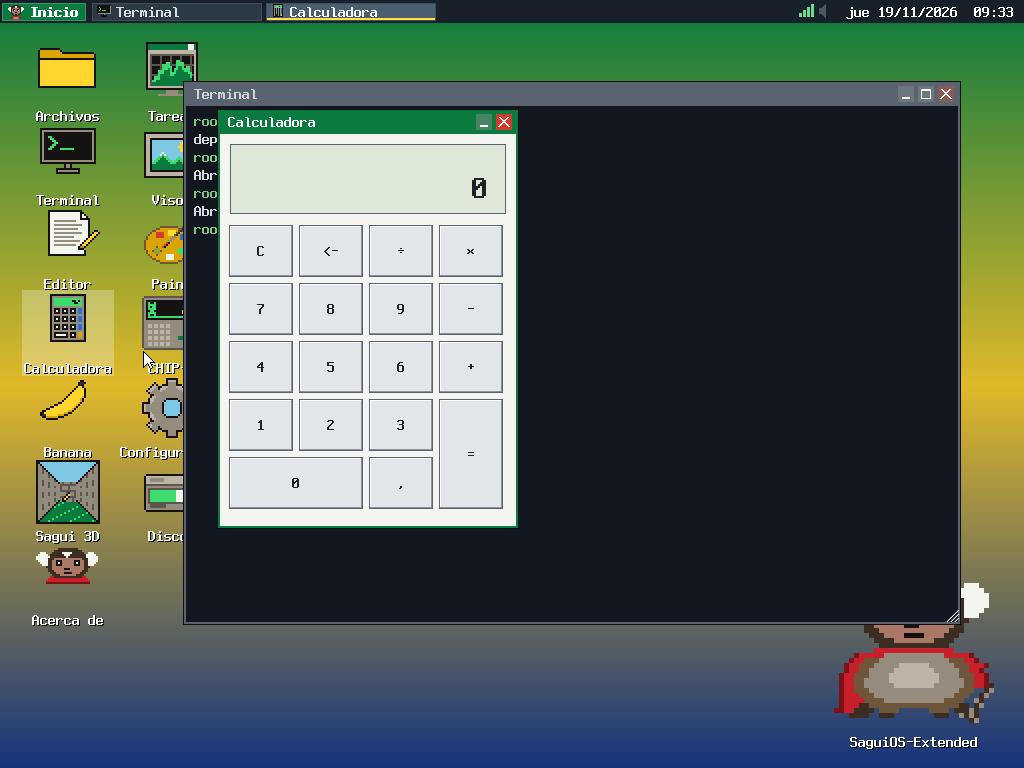 Inicio
Terminal
Calculadora
jue 19/11/2026 09:33
Archivos
Terminal
Editor
Calculadora
Banana
Sagui 3D
Acerca de
Terminal
Calculadora
0
C <- ÷ ×
7 8 9 -
4 5 6 +
1 2 3
=
0 ,
SaguiOS-Extended